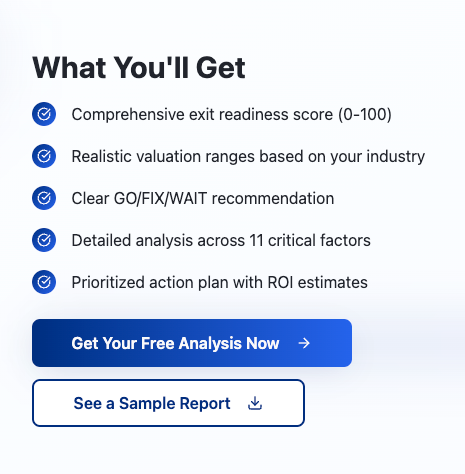 What You'll Get
Comprehensive exit readiness score (0-100)
Realistic valuation ranges based on your industry
Clear GO/FIX/WAIT recommendation
Detailed analysis across 11 critical factors
Prioritized action plan with ROI estimates
Get Your Free Analysis Now
See a Sample Report